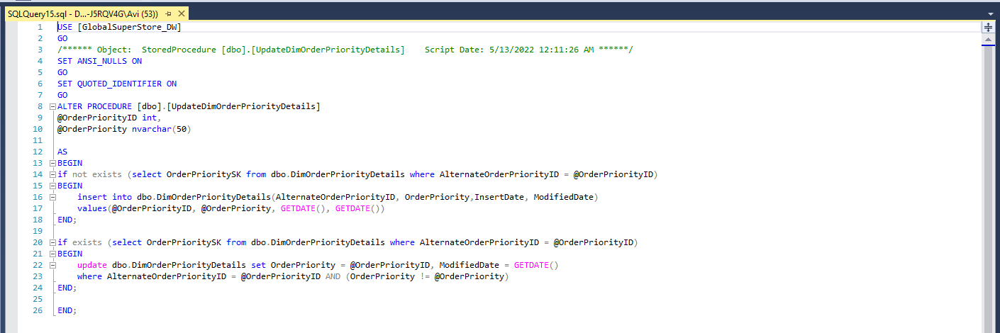 SQLQuery15.sql - D...-J5RQV4G\Avi (53))
1 USE [GlobalSuperStore_DW]
2 GO
3 /****** Object:  StoredProcedure [dbo].[UpdateDimOrderPriorityDetails]    Script Date: 5/13/2022 12:11:26 AM ******/
4 SET ANSI_NULLS ON
5 GO
6 SET QUOTED_IDENTIFIER ON
7 GO
8 ALTER PROCEDURE [dbo].[UpdateDimOrderPriorityDetails]
9 @OrderPriorityID int,
10 @OrderPriority nvarchar(50)
11
12 AS
13 BEGIN
14 if not exists (select OrderPrioritySK from dbo.DimOrderPriorityDetails where AlternateOrderPriorityID = @OrderPriorityID)
15 BEGIN
16     insert into dbo.DimOrderPriorityDetails(AlternateOrderPriorityID, OrderPriority,InsertDate, ModifiedDate)
17     values(@OrderPriorityID, @OrderPriority, GETDATE(), GETDATE())
18 END;
19
20 if exists (select OrderPrioritySK from dbo.DimOrderPriorityDetails where AlternateOrderPriorityID = @OrderPriorityID)
21 BEGIN
22     update dbo.DimOrderPriorityDetails set OrderPriority = @OrderPriorityID, ModifiedDate = GETDATE()
23     where AlternateOrderPriorityID = @OrderPriorityID AND (OrderPriority != @OrderPriority)
24 END;
25
26 END;